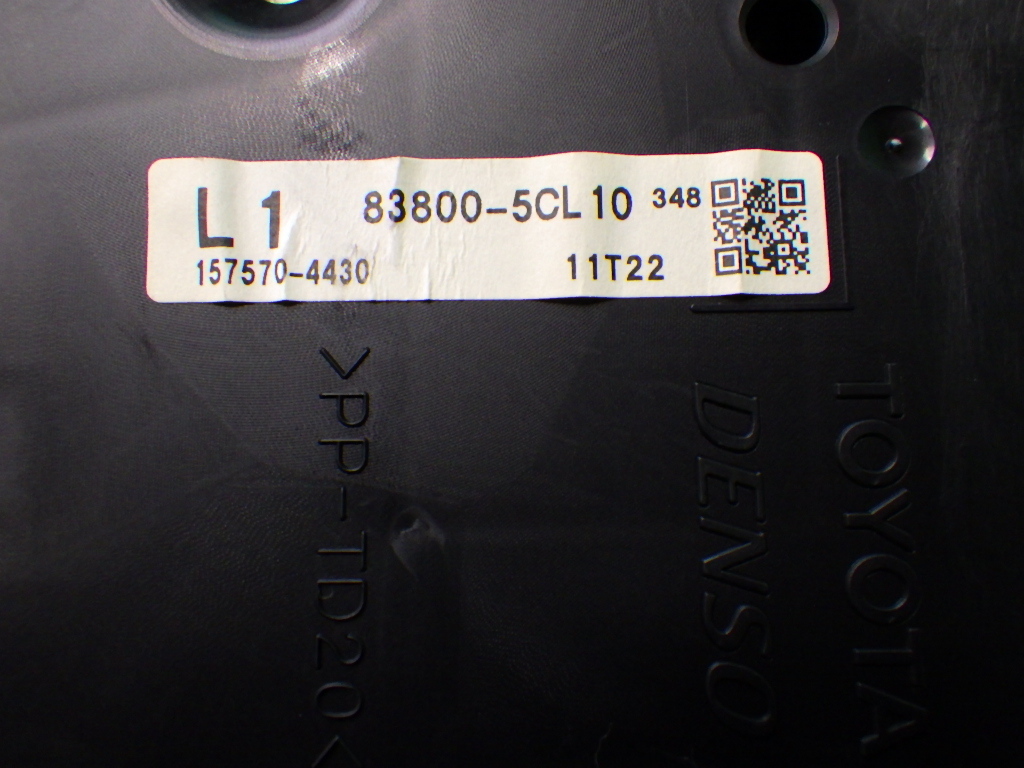 L1 83800-5CL10 348
157570-4430 11T22
>PP-TD20<
DENSO
TOYOTA